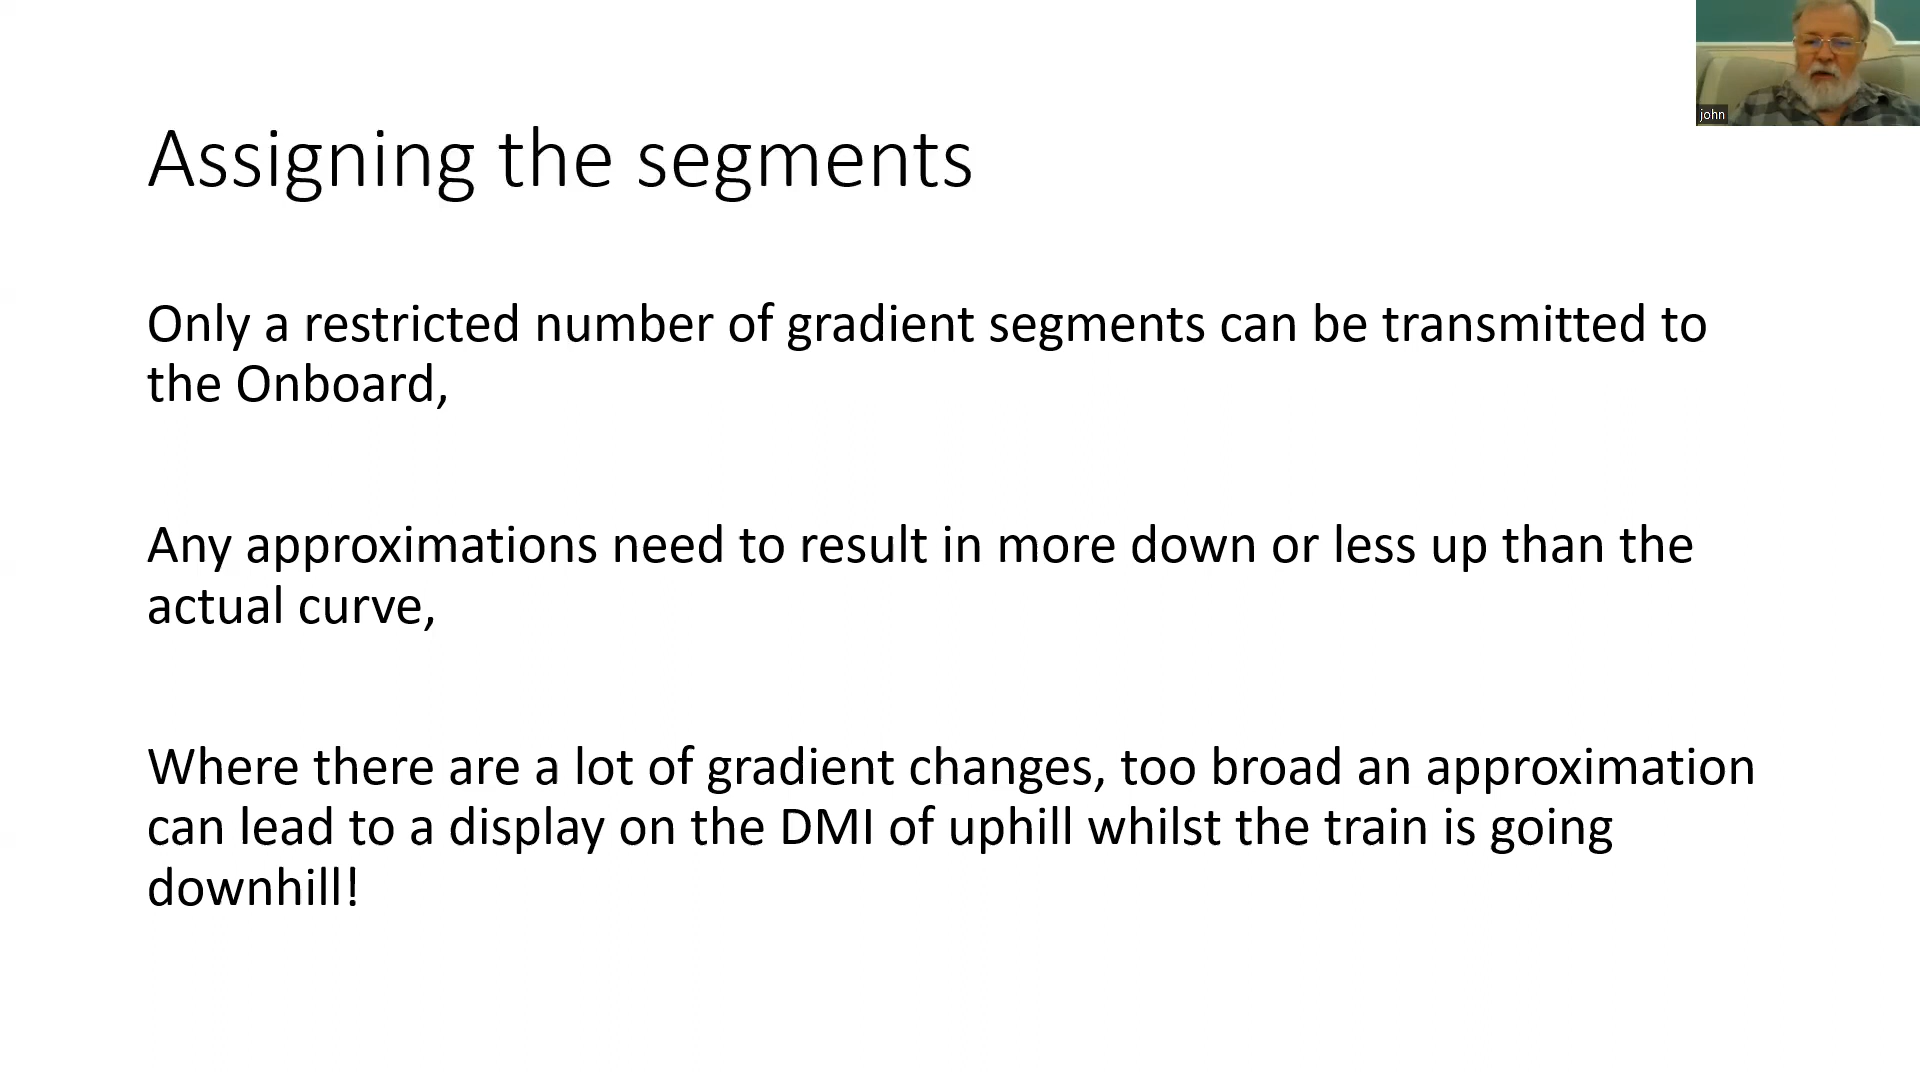 john
Assigning the segments
Only a restricted number of gradient segments can be transmitted to
the Onboard,
Any approximations need to result in more down or less up than the
actual curve,
Where there are a lot of gradient changes, too broad an approximation
can lead to a display on the DMI of uphill whilst the train is going
downhill!